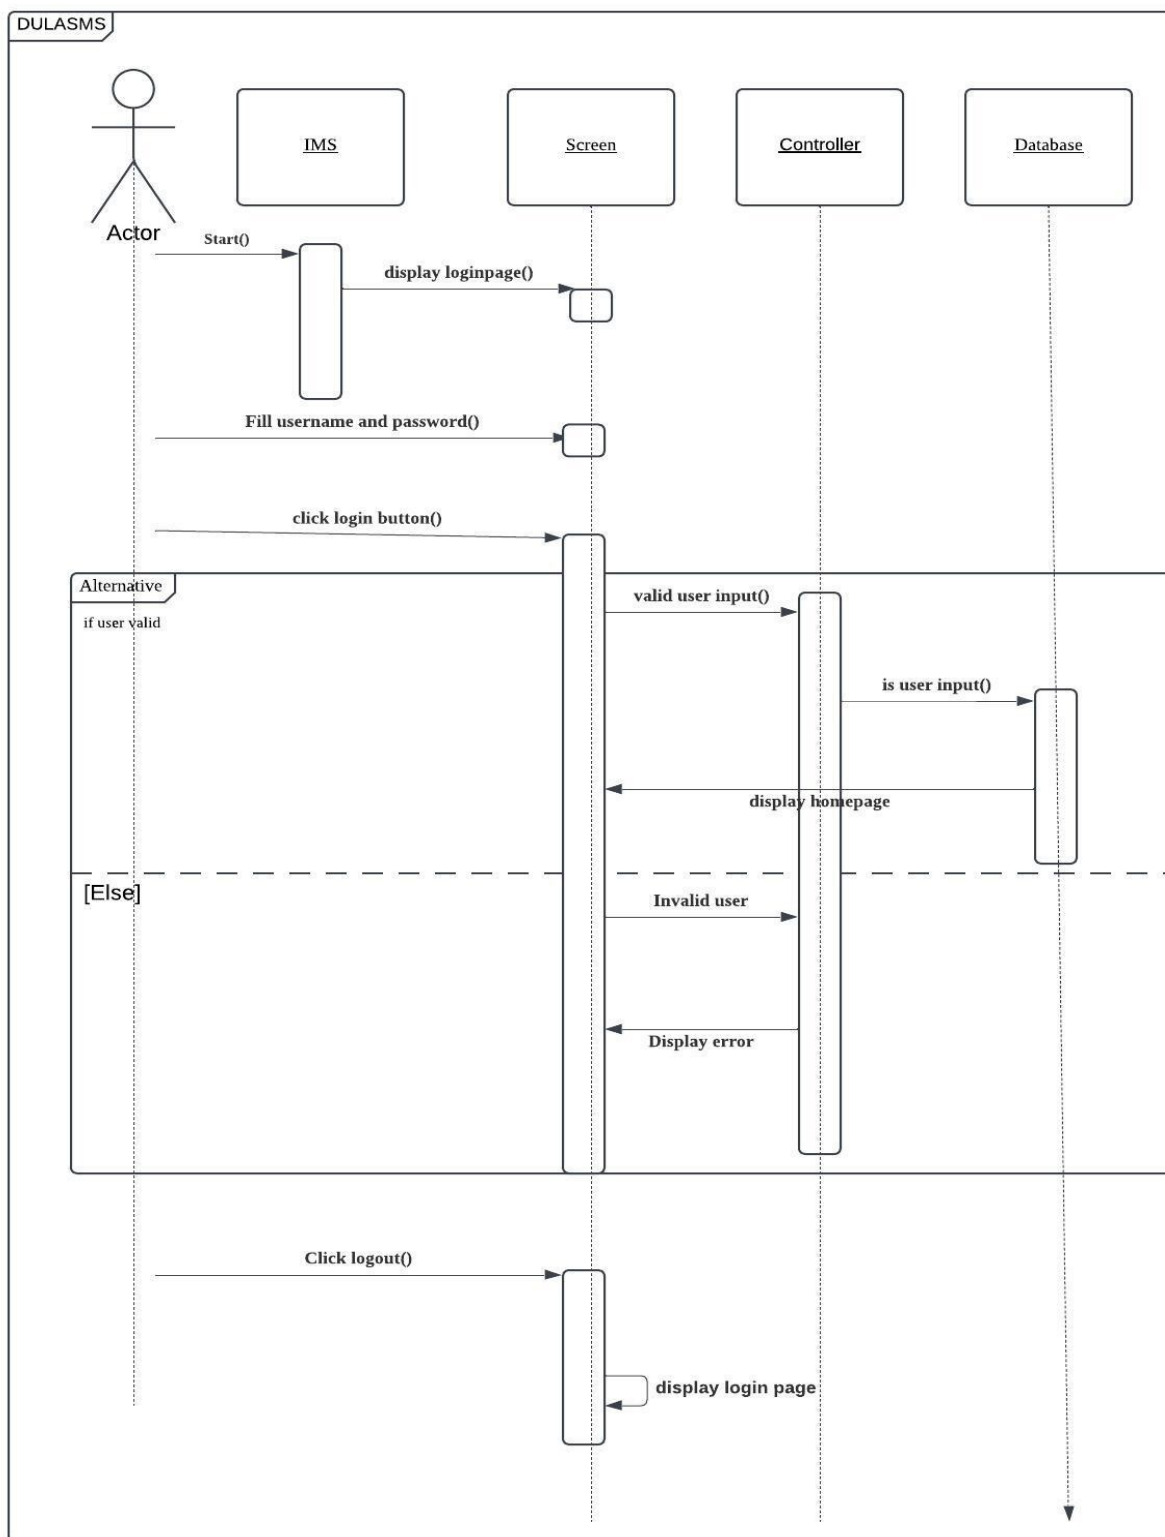 DULASMS
IMS
Screen
Controller
Database
Actor
Start()
display loginpage()
Fill username and password()
click login button()
Alternative
if user valid
valid user input()
is user input()
display homepage
[Else]
Invalid user
Display error
Click logout()
display login page